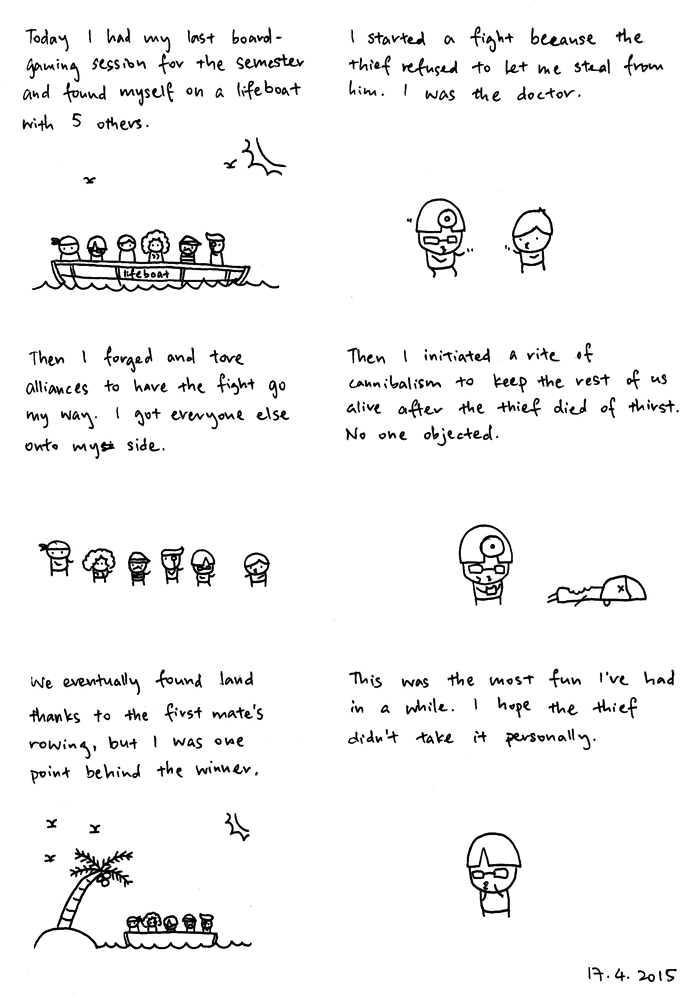 Today I had my last board-
gaming session for the semester
and found myself on a lifeboat
with 5 others.
lifeboat
I started a fight because the
thief refused to let me steal from
him. I was the doctor.
Then I forged and tore
alliances to have the fight go
my way. I got everyone else
onto my side.
Then I initiated a rite of
cannibalism to keep the rest of us
alive after the thief died of thirst.
No one objected.
We eventually found land
thanks to the first mate's
rowing, but I was one
point behind the winner.
This was the most fun I've had
in a while. I hope the thief
didn't take it personally.
17.4.2015